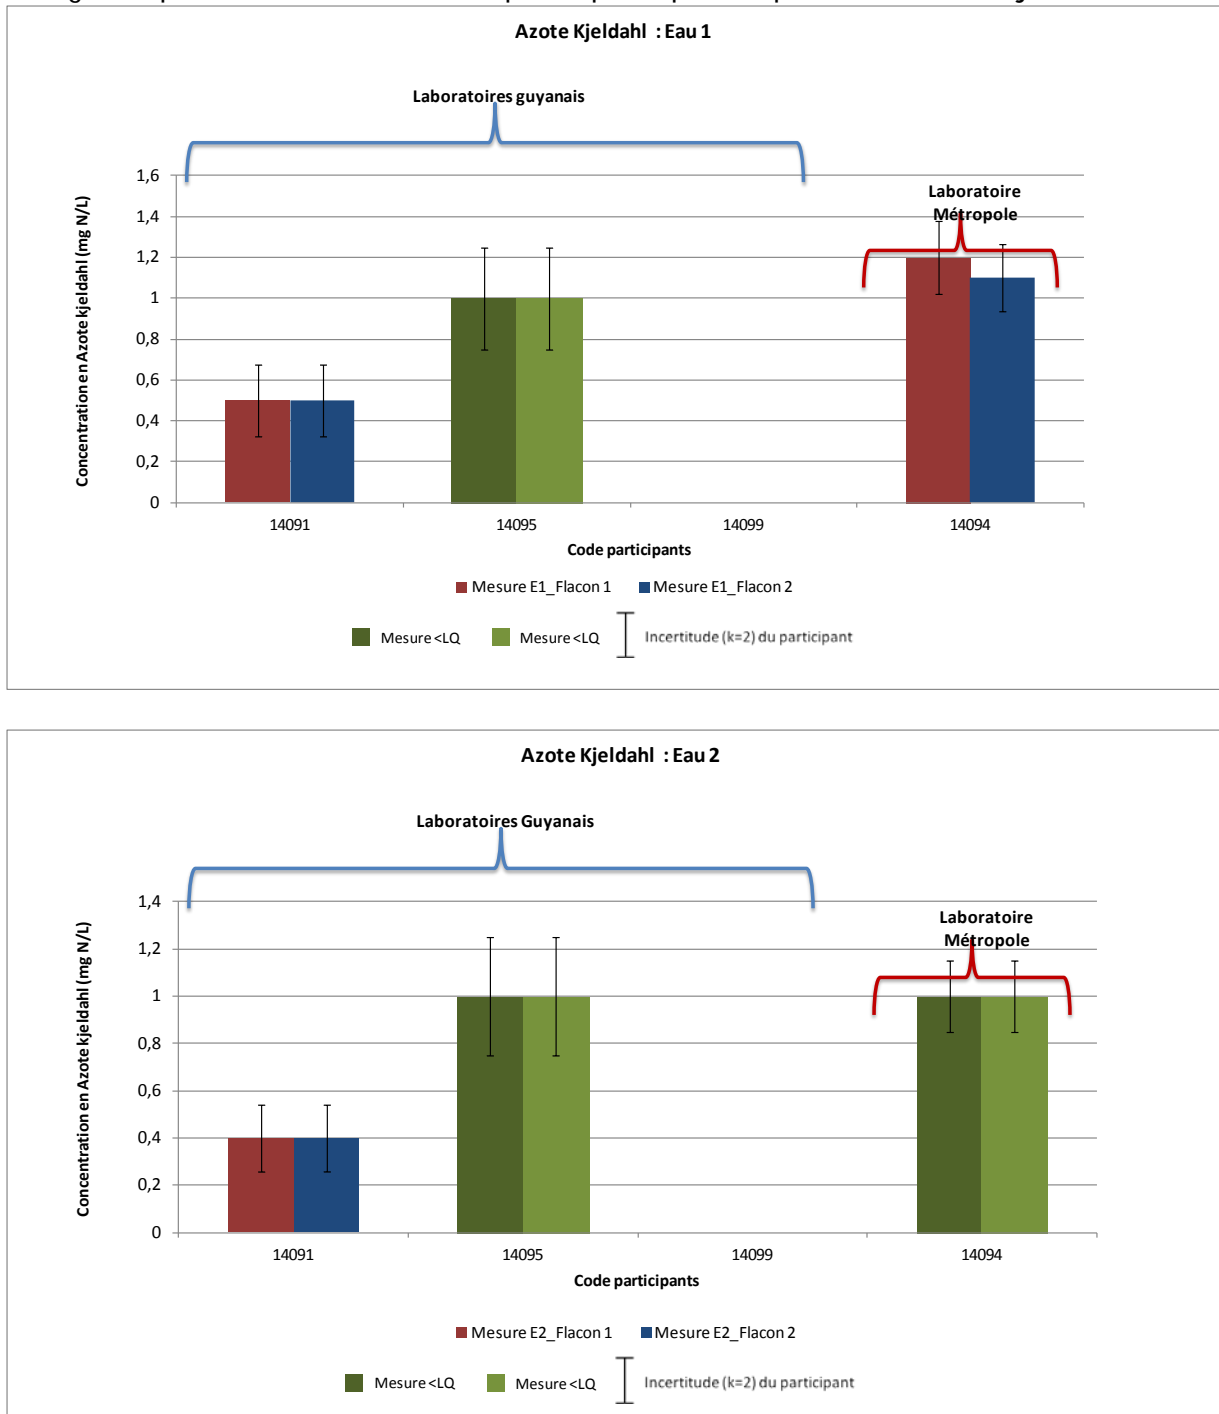 Azote Kjeldahl : Eau 1
Laboratoires guyanais
Laboratoire
Métropole
Concentration en Azote kjeldahl (mg N/L)
1,6
1,4
1,2
1
0,8
0,6
0,4
0,2
0
14091 14095 14099 14094
Code participants
Mesure E1_Flacon 1 Mesure E1_Flacon 2
Mesure <LQ Mesure <LQ Incertitude (k=2) du participant
Azote Kjeldahl : Eau 2
Laboratoires Guyanais
Laboratoire
Métropole
Concentration en Azote kjeldahl (mg N/L)
1,4
1,2
1
0,8
0,6
0,4
0,2
0
14091 14095 14099 14094
Code participants
Mesure E2_Flacon 1 Mesure E2_Flacon 2
Mesure <LQ Mesure <LQ Incertitude (k=2) du participant